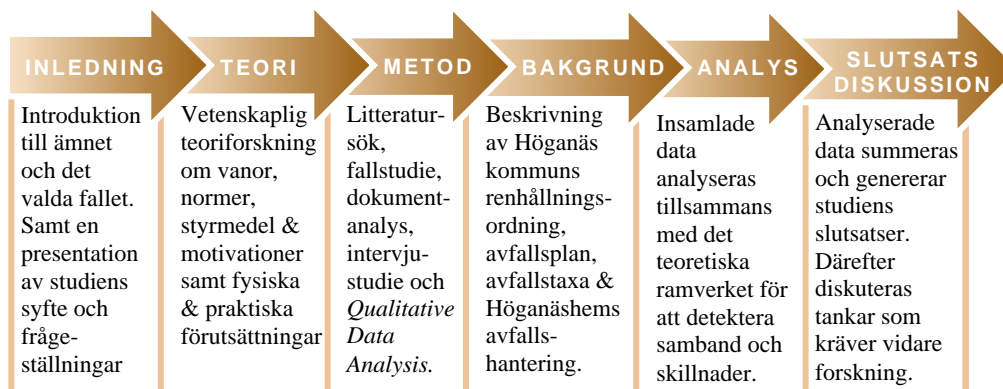 INLEDNING
Introduktion
till ämnet
och det
valda fallet.
Samt en
presentation
av studiens
syfte och
fråge-
ställningar
TEORI
Vetenskaplig
teoriforskning
om vanor,
normer,
styrmedel &
motivationer
samt fysiska
& praktiska
förutsättningar
METOD
Litteratur-
sök,
fallstudie,
dokument-
analys,
intervju-
studie och
Qualitative
Data
Analysis.
BAKGRUND
Beskrivning
av Höganäs
kommuns
renhållnings-
ordning,
avfallsplan,
avfallstaxa &
Höganäshems
avfalls-
hantering.
ANALYS
Insamlade
data
analyseras
tillsammans
med det
teoretiska
ramverket för
att detektera
samband och
skillnader.
SLUTSATS
DISKUSSION
Analyserade
data summeras
och genererar
studiens
slutsatser.
Därefter
diskuteras
tankar som
kräver vidare
forskning.